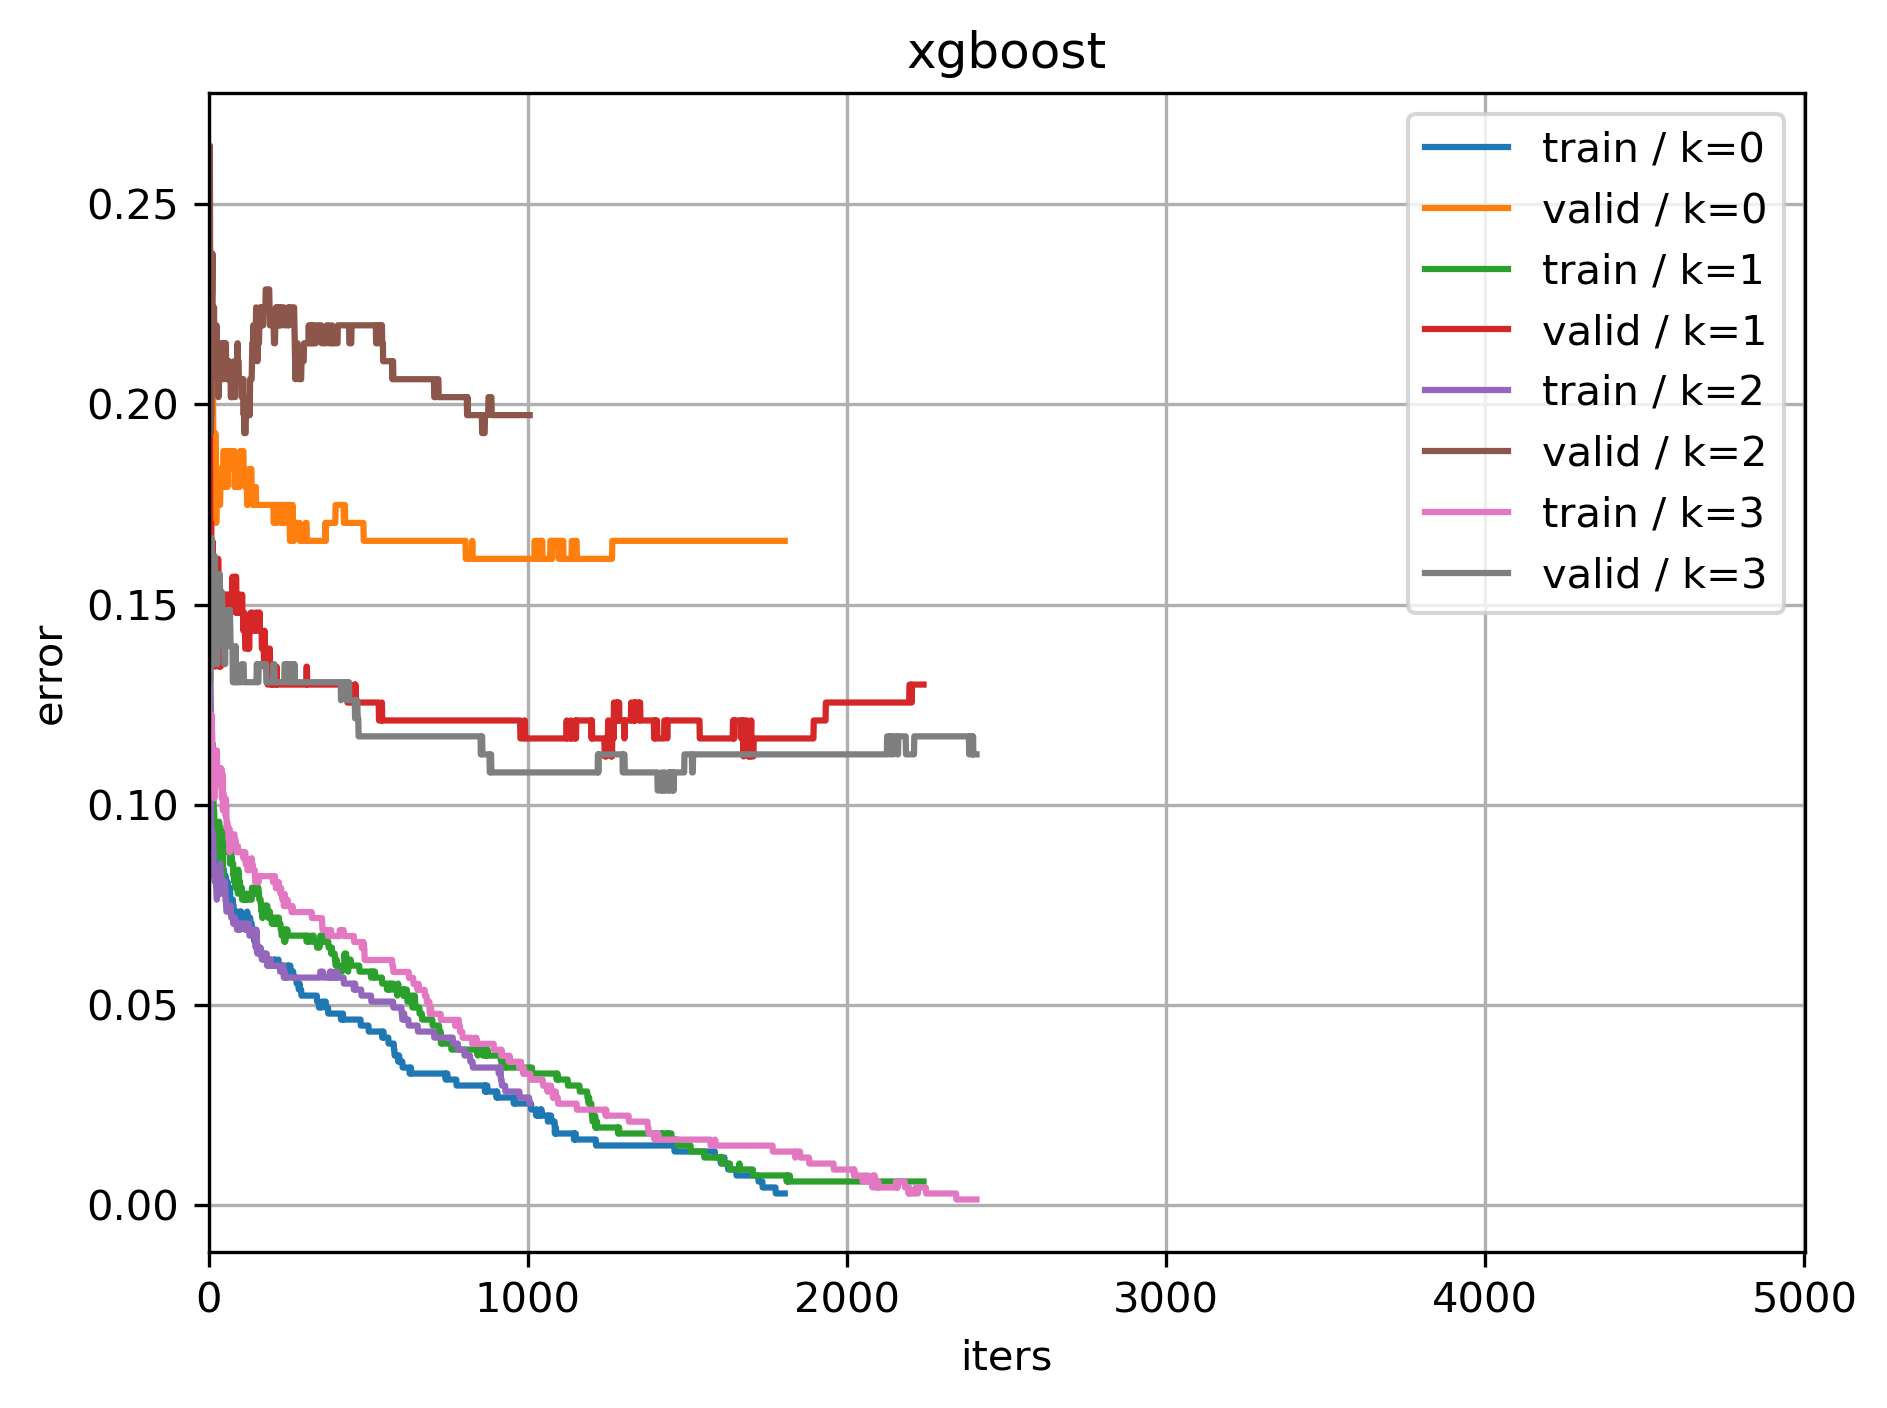 xgboost
error
0.25
0.20
0.15
0.10
0.05
0.00
train / k=0
valid / k=0
train / k=1
valid / k=1
train / k=2
valid / k=2
train / k=3
valid / k=3
0 1000 2000 3000 4000 5000
iters